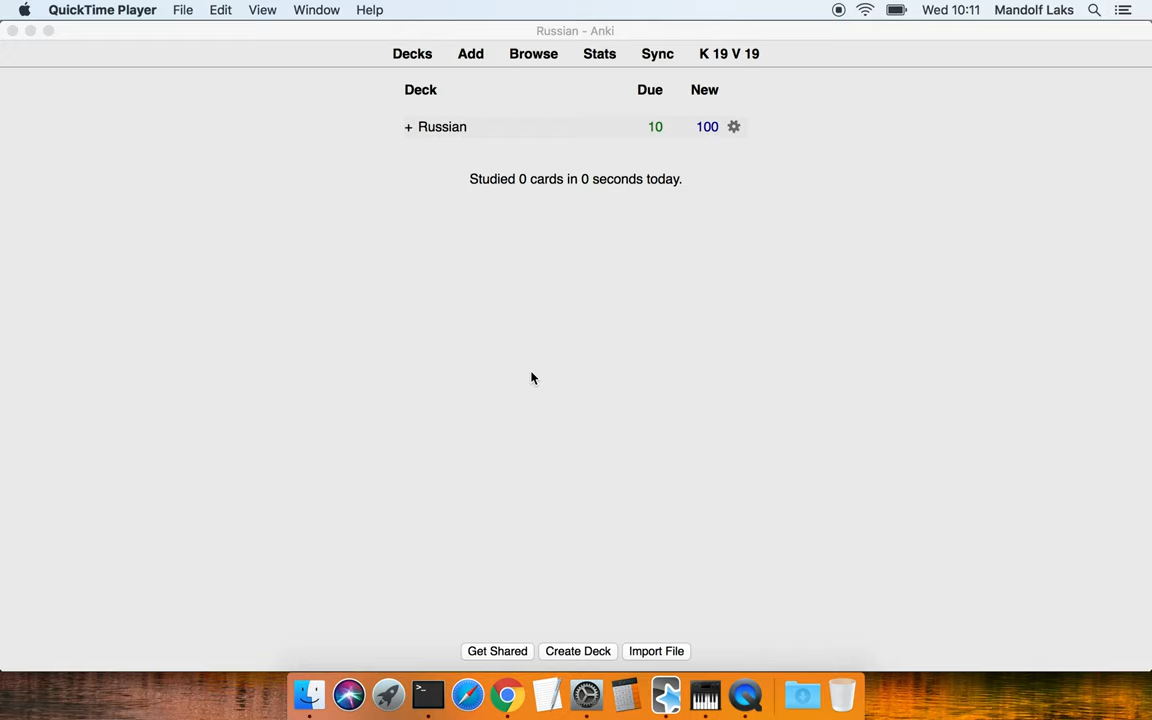 QuickTime Player File Edit View Window Help Wed 10:11 Mandolf Laks
Russian - Anki
Decks Add Browse Stats Sync K 19 V 19
Deck Due New
+ Russian 10 100
Studied 0 cards in 0 seconds today.
Get Shared Create Deck Import File